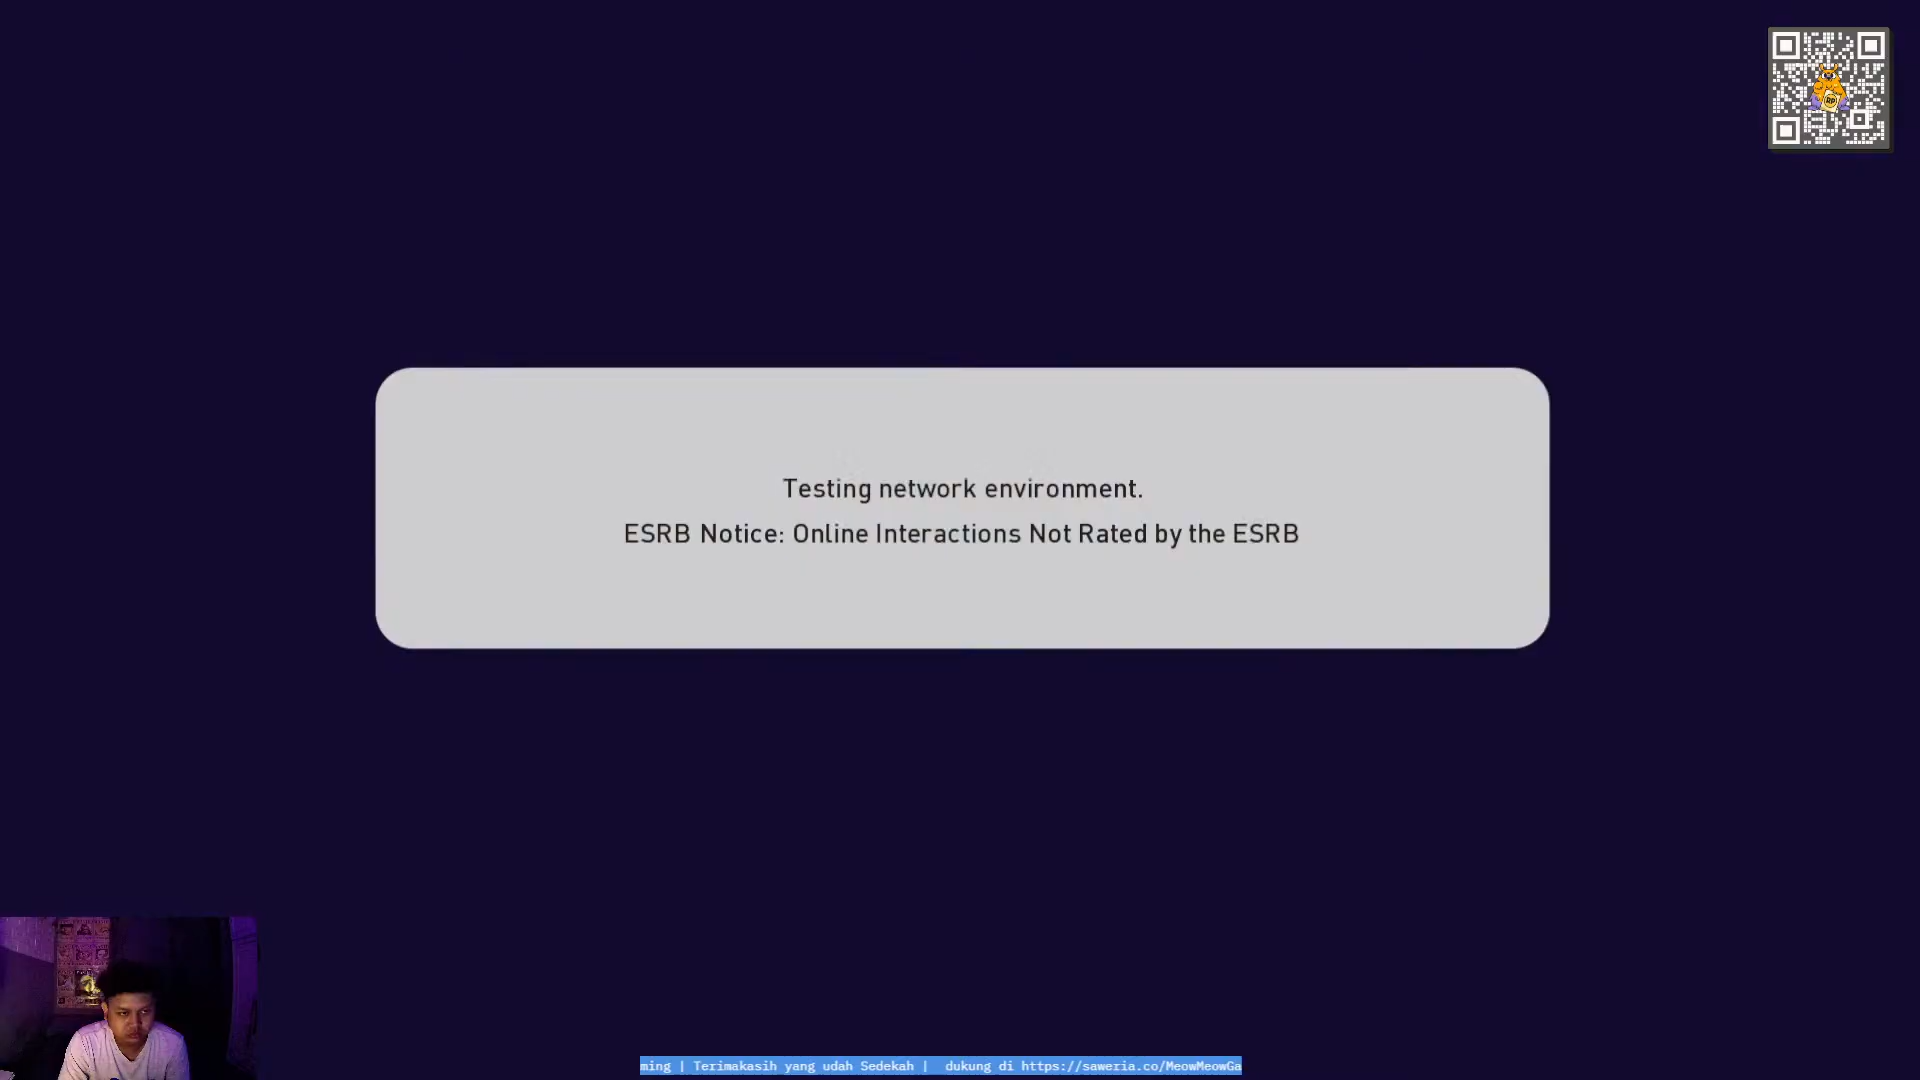 RP
Testing network environment.
ESRB Notice: Online Interactions Not Rated by the ESRB
ming | Terimakasih yang udah Sedekah |  dukung di https://saweria.co/MeowMeowGa